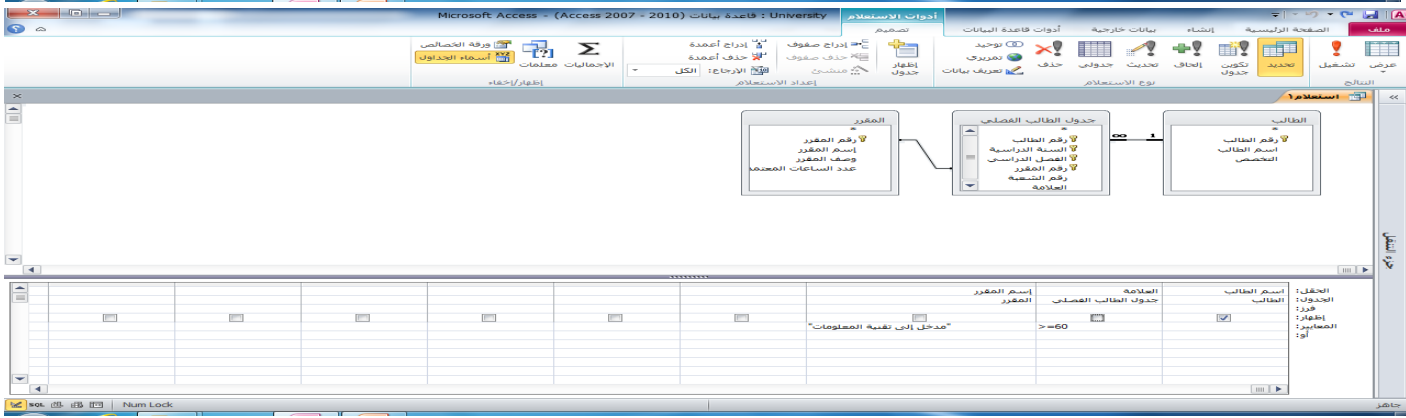 أدوات الاستعلام
University : قاعدة بيانات (Access 2007 - 2010) - Microsoft Access
ملف
الصفحة الرئيسية
إنشاء
بيانات خارجية
أدوات قاعدة البيانات
تصميم
عرض
تشغيل
تحديد
تكوين جدول
إلحاق
تحديث
جدولي
حذف
توحيد
تمريري
تعريف بيانات
إظهار جدول
إدراج صفوف
حذف صفوف
منشئ
إدراج أعمدة
حذف أعمدة
الإرجاع: الكل
الإجماليات
معلمات
ورقة الخصائص
أسماء الجداول
النتائج
نوع الاستعلام
إعداد الاستعلام
إظهار/إخفاء
استعلام١
جزء التنقل
الطالب
رقم الطالب
اسم الطالب
التخصص
1
∞
جدول الطالب الفصلي
رقم الطالب
السنة الدراسية
الفصل الدراسي
رقم المقرر
رقم الشعبة
العلامة
المقرر
رقم المقرر
إسم المقرر
وصف المقرر
عدد الساعات المعتمد
الحقل: اسم الطالب العلامة إسم المقرر
الجدول: الطالب جدول الطالب الفصلي المقرر
فرز:
إظهار:
المعايير: >=60 "مدخل إلى تقنية المعلومات"
أو:
جاهز
Num Lock
SQL